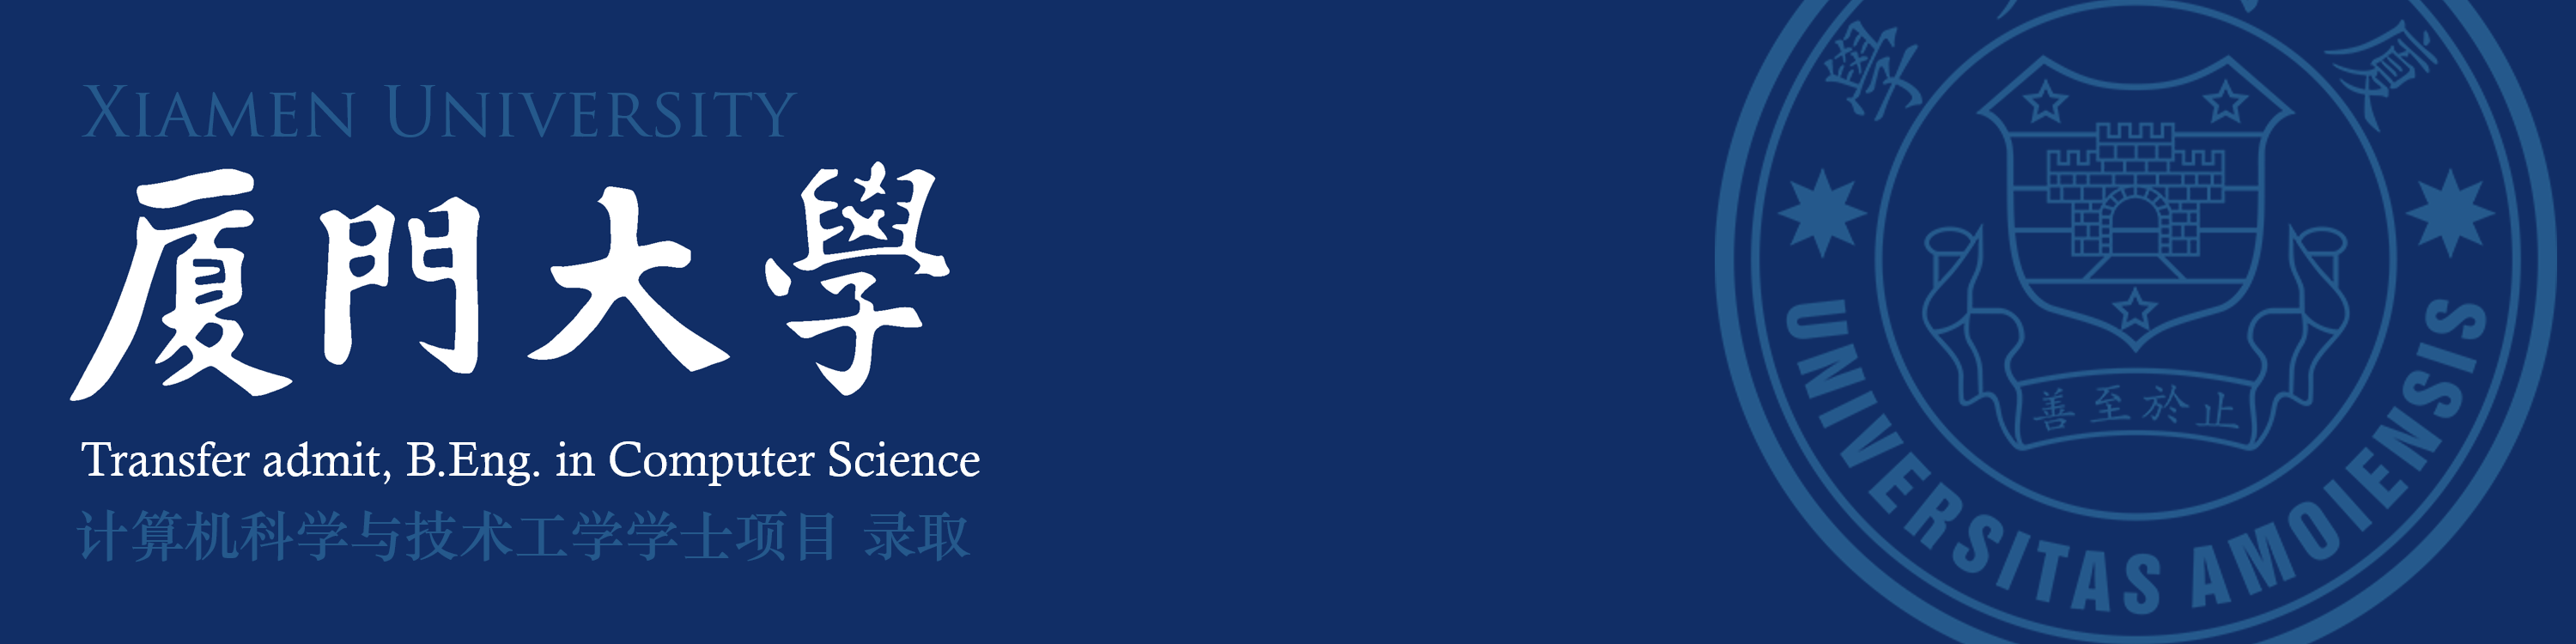 XIAMEN UNIVERSITY
厦門大學
Transfer admit, B.Eng. in Computer Science
计算机科学与技术工学学士项目 录取
學 厦
UNIVERSITAS AMOIENSIS
善至於止